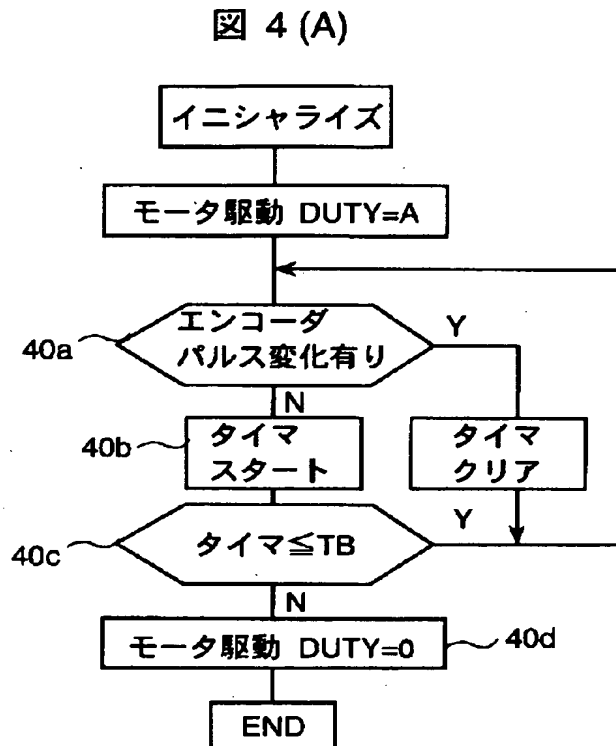 図 4 (A)
イニシャライズ
モータ駆動 DUTY=A
エンコーダ
パルス変化有り
Y
40a
N
40b
タイマ
スタート
タイマ
クリア
Y
40c
タイマ≦TB
N
モータ駆動 DUTY=0
40d
END